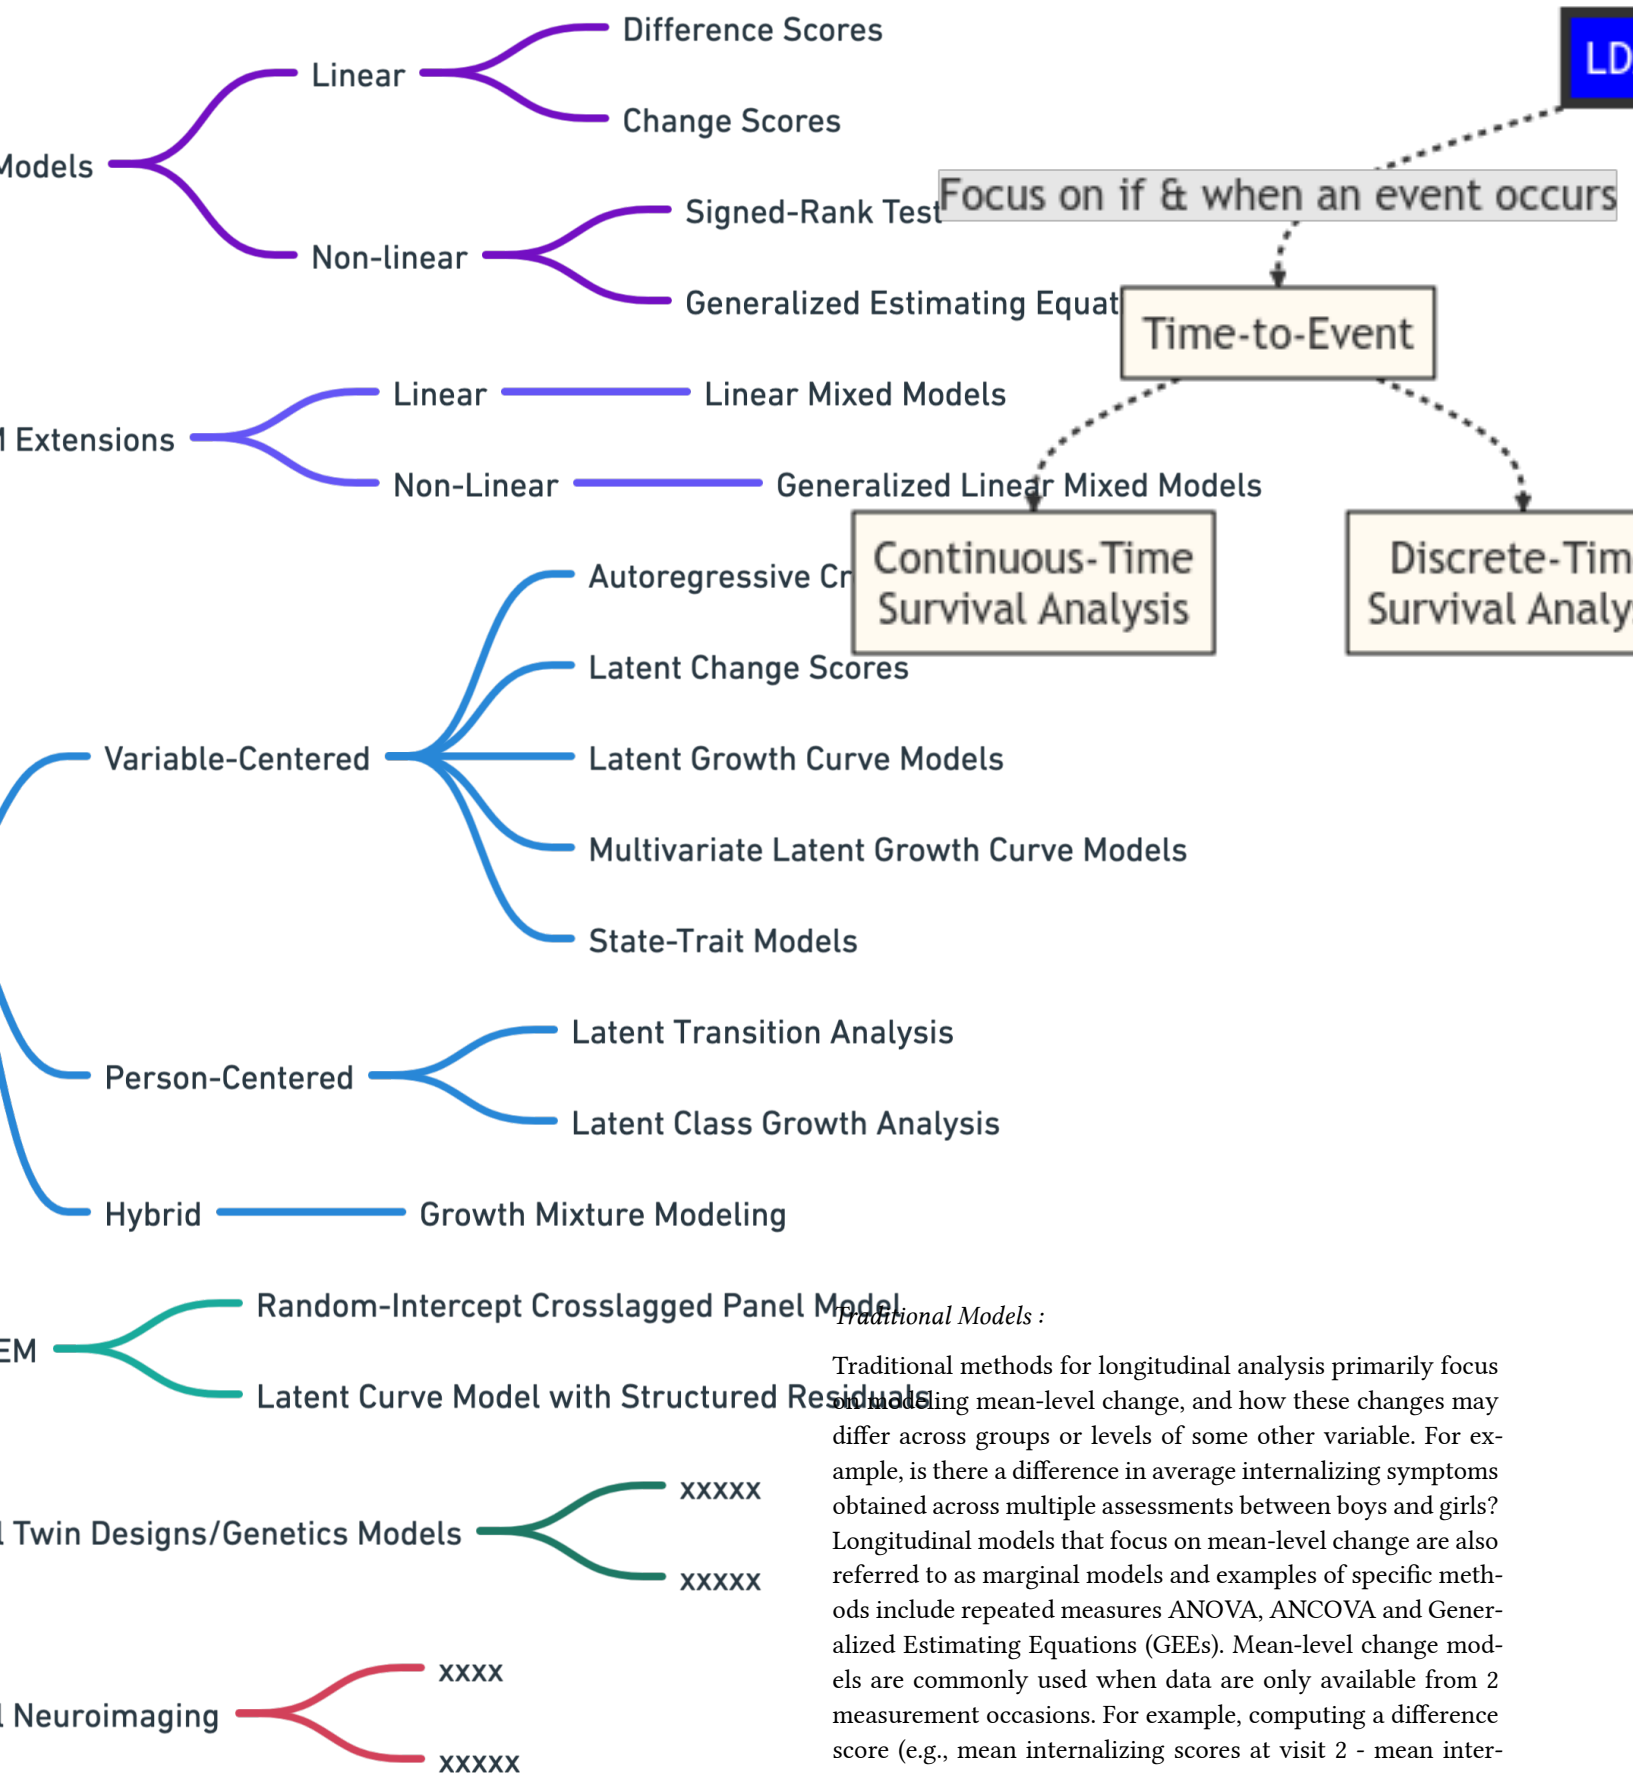 Difference Scores
Linear
Change Scores
Models
Signed-Rank Test
Non-linear
Generalized Estimating
Linear
Linear Mixed Models
Extensions
Non-Linear
Generalized Linear Mixed Models
Autoregressive
Latent Change Scores
Variable-Centered
Latent Growth Curve Models
Multivariate Latent Growth Curve Models
State-Trait Models
Latent Transition Analysis
Person-Centered
Latent Class Growth Analysis
Hybrid
Growth Mixture Modeling
Random-Intercept Crosslagged Panel Model
EM
Latent Curve Model with Structured Residuals
xxxxx
Twin Designs/Genetics Models
xxxxx
xxxx
Neuroimaging
xxxxx
LD
Focus on if & when an event occurs
Time-to-Event
Continuous-Time
Survival Analysis
Discrete-Tim
Survival Analy
Traditional Models :
Traditional methods for longitudinal analysis primarily focus
on modeling mean-level change, and how these changes may
differ across groups or levels of some other variable. For ex-
ample, is there a difference in average internalizing symptoms
obtained across multiple assessments between boys and girls?
Longitudinal models that focus on mean-level change are also
referred to as marginal models and examples of specific meth-
ods include repeated measures ANOVA, ANCOVA and Gener-
alized Estimating Equations (GEEs). Mean-level change mod-
els are commonly used when data are only available from 2
measurement occasions. For example, computing a difference
score (e.g., mean internalizing scores at visit 2 - mean inter-